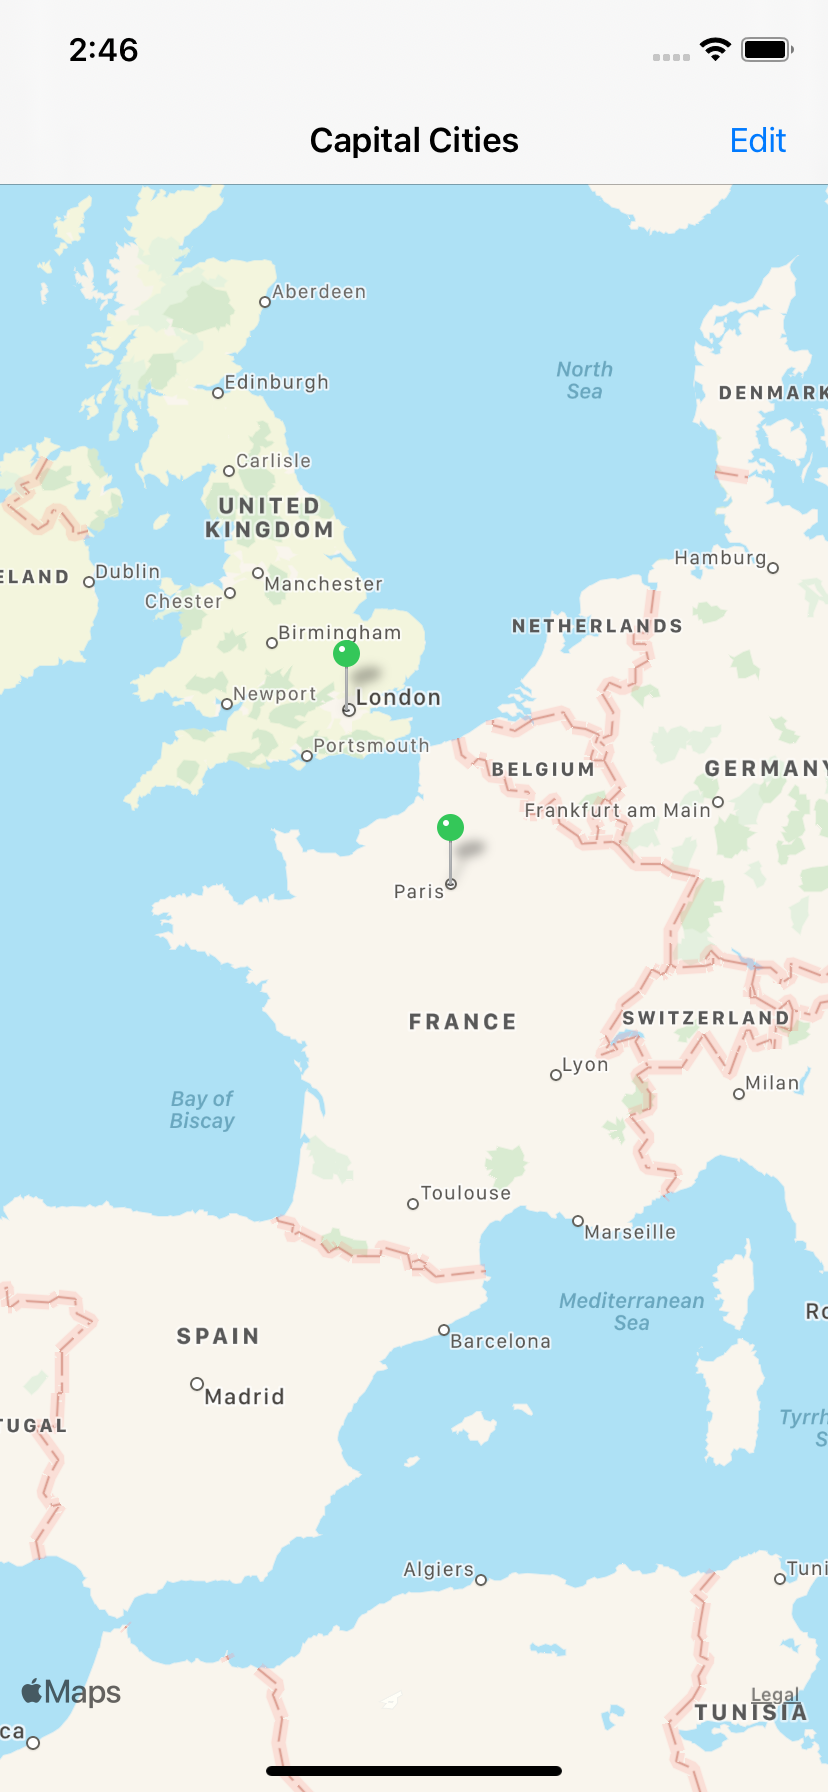 2:46
Capital Cities
Edit
Aberdeen
North
Sea
Edinburgh
DENMARK
Carlisle
UNITED
KINGDOM
Hamburg
ELAND
Dublin
Manchester
Chester
NETHERLANDS
Birmingham
Newport
London
Portsmouth
BELGIUM
GERMANY
Frankfurt am Main
Paris
FRANCE
SWITZERLAND
Lyon
Milan
Bay of
Biscay
Toulouse
Marseille
Mediterranean
Sea
Ro
SPAIN
Barcelona
Madrid
TUGAL
Tyrrh
S
Algiers
Tuni
Maps
Legal
TUNISIA
ca